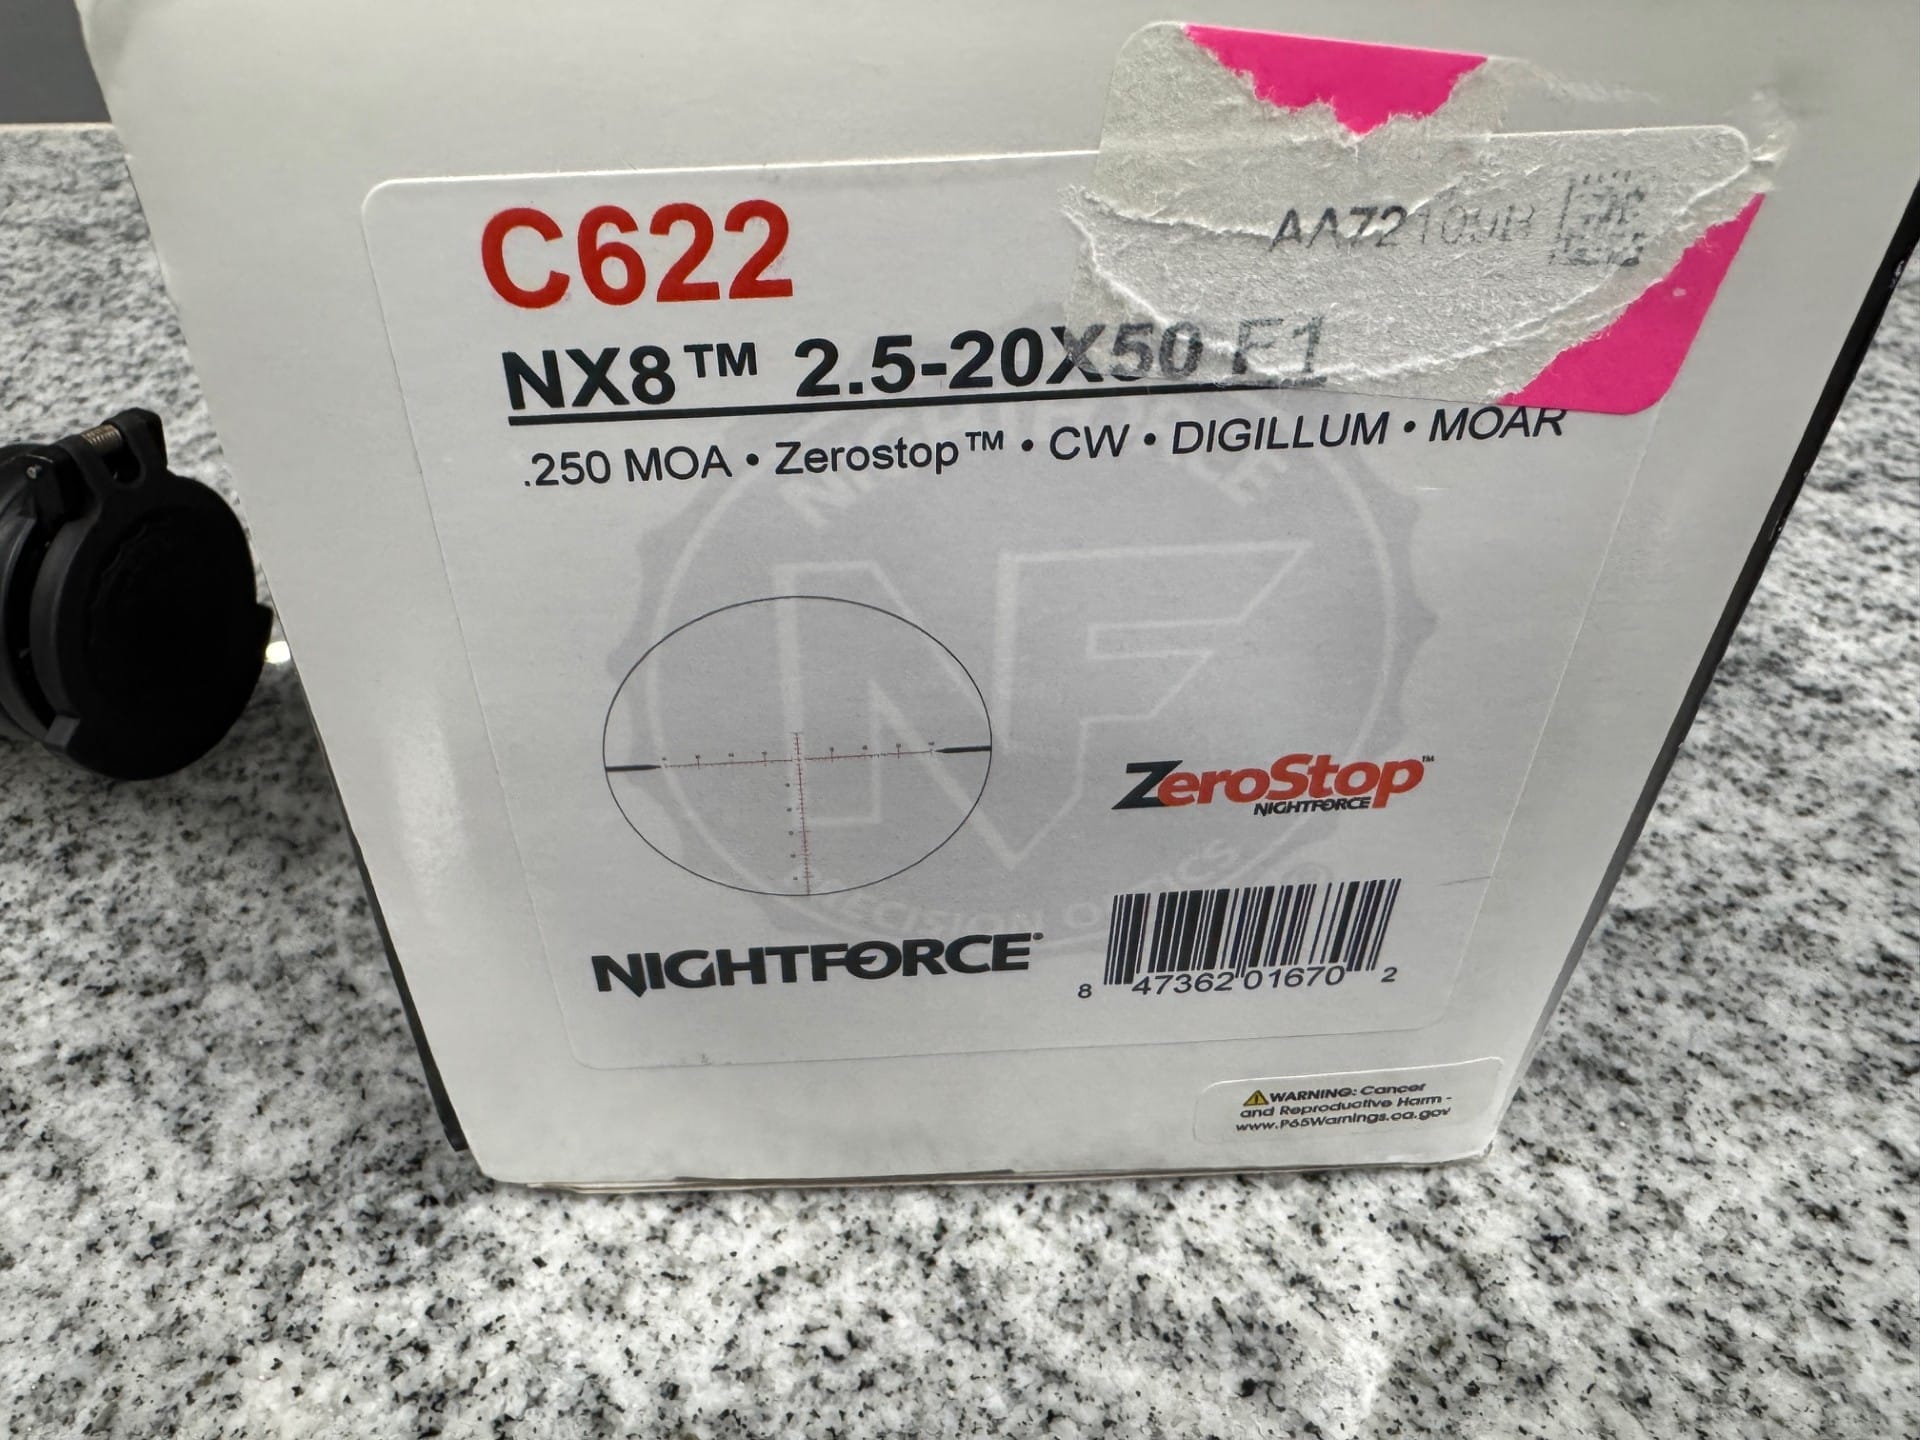 C622
NX8™ 2.5-20X50 F1
.250 MOA • Zerostop™ • CW • DIGILLUM • MOAR
NF
ZeroStop™
NIGHTFORCE
NIGHTFORCE®
8 47362 01670 2
WARNING: Cancer
and Reproductive Harm -
www.P65Warnings.ca.gov